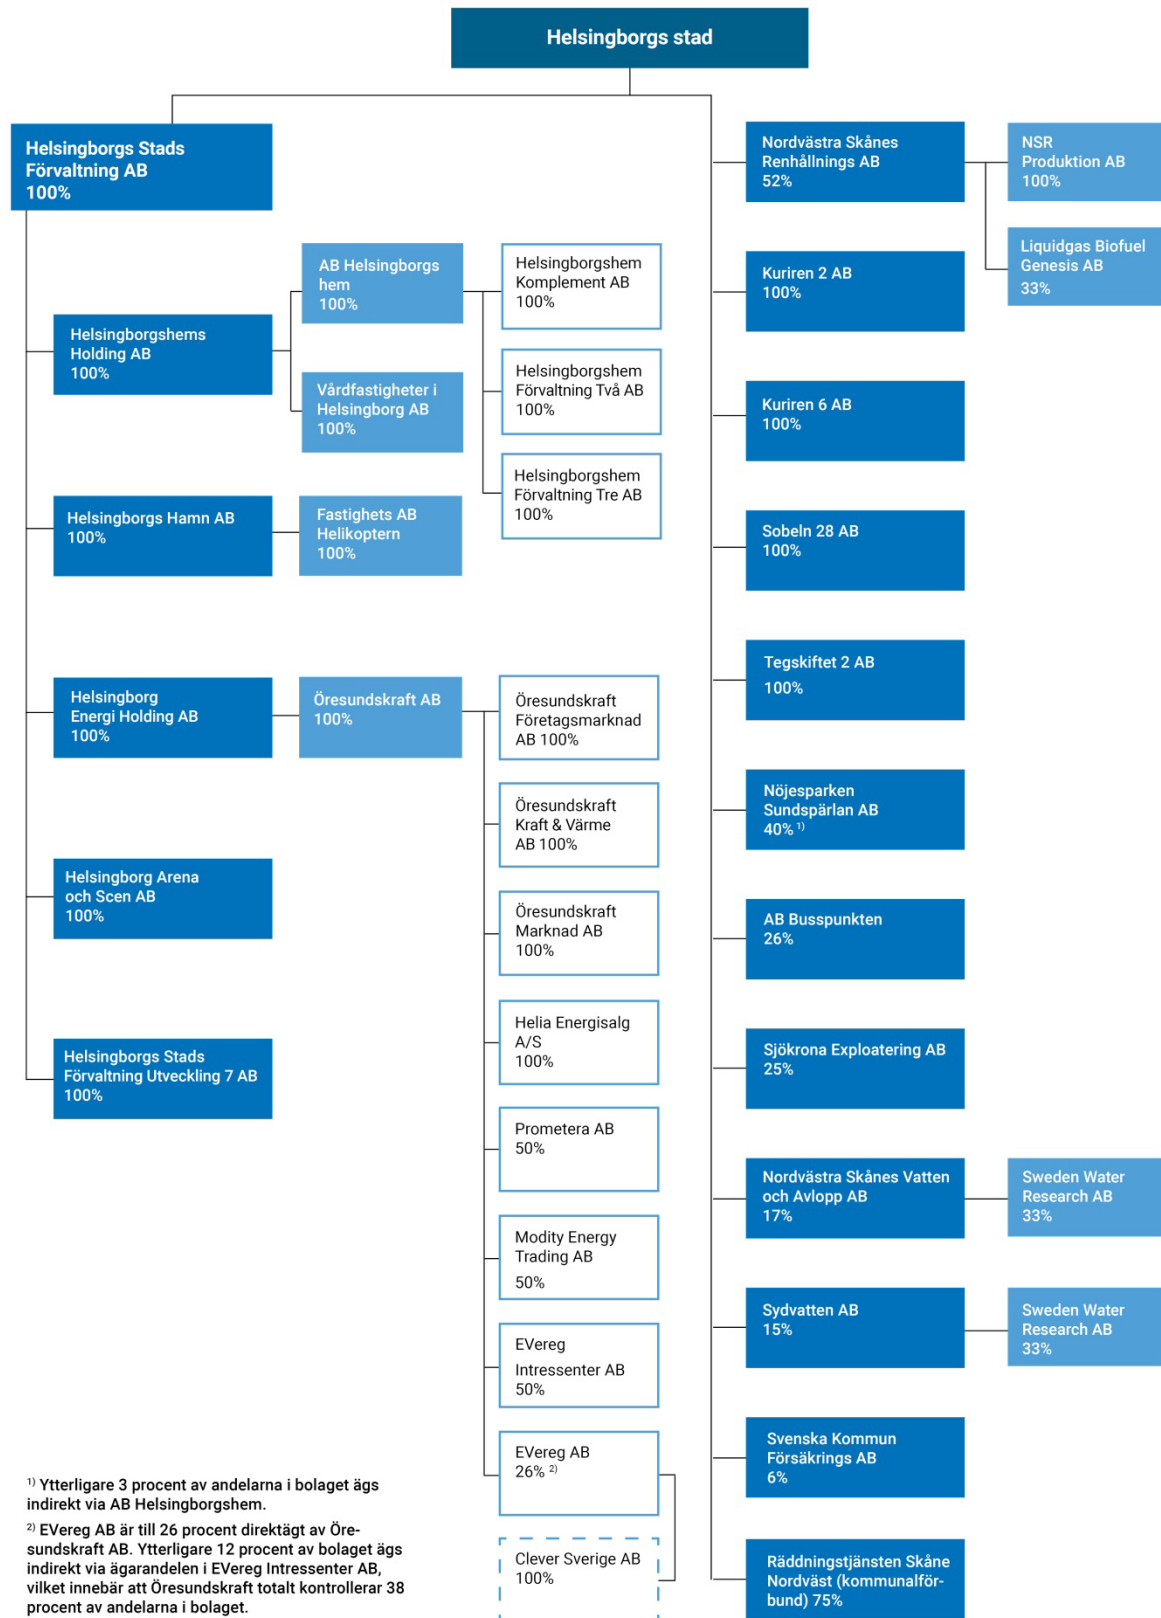 Helsingborgs stad
Helsingborgs Stads
Förvaltning AB
100%
Helsingborgshems
Holding AB
100%
AB Helsingborgs
hem
100%
Vårdfastigheter i
Helsingborg AB
100%
Helsingborgshem
Komplement AB
100%
Helsingborgshem
Förvaltning Två AB
100%
Helsingborgshem
Förvaltning Tre AB
100%
Helsingborgs Hamn AB
100%
Fastighets AB
Helikoptern
100%
Helsingborg
Energi Holding AB
100%
Öresundskraft AB
100%
Öresundskraft
Företagsmarknad
AB 100%
Öresundskraft
Kraft & Värme
AB 100%
Öresundskraft
Marknad AB
100%
Helia Energisalg
A/S
100%
Prometera AB
50%
Modity Energy
Trading AB
50%
EVereg
Intressenter AB
50%
EVereg AB
26% 2)
Clever Sverige AB
100%
Helsingborg Arena
och Scen AB
100%
Helsingborgs Stads
Förvaltning Utveckling 7 AB
100%
Nordvästra Skånes
Renhållnings AB
52%
NSR
Produktion AB
100%
Liquidgas Biofuel
Genesis AB
33%
Kuriren 2 AB
100%
Kuriren 6 AB
100%
Sobeln 28 AB
100%
Tegskiftet 2 AB
100%
Nöjesparken
Sundspärlan AB
40% 1)
AB Busspunkten
26%
Sjökrona Exploatering AB
25%
Nordvästra Skånes Vatten
och Avlopp AB
17%
Sweden Water
Research AB
33%
Sydvatten AB
15%
Sweden Water
Research AB
33%
Svenska Kommun
Försäkrings AB
6%
Räddningstjänsten Skåne
Nordväst (kommunalför-
bund) 75%
1) Ytterligare 3 procent av andelarna i bolaget ägs
indirekt via AB Helsingborgshem.
2) EVereg AB är till 26 procent direktägt av Öre-
sundskraft AB. Ytterligare 12 procent av bolaget ägs
indirekt via ägarandelen i EVereg Intressenter AB,
vilket innebär att Öresundskraft totalt kontrollerar 38
procent av andelarna i bolaget.